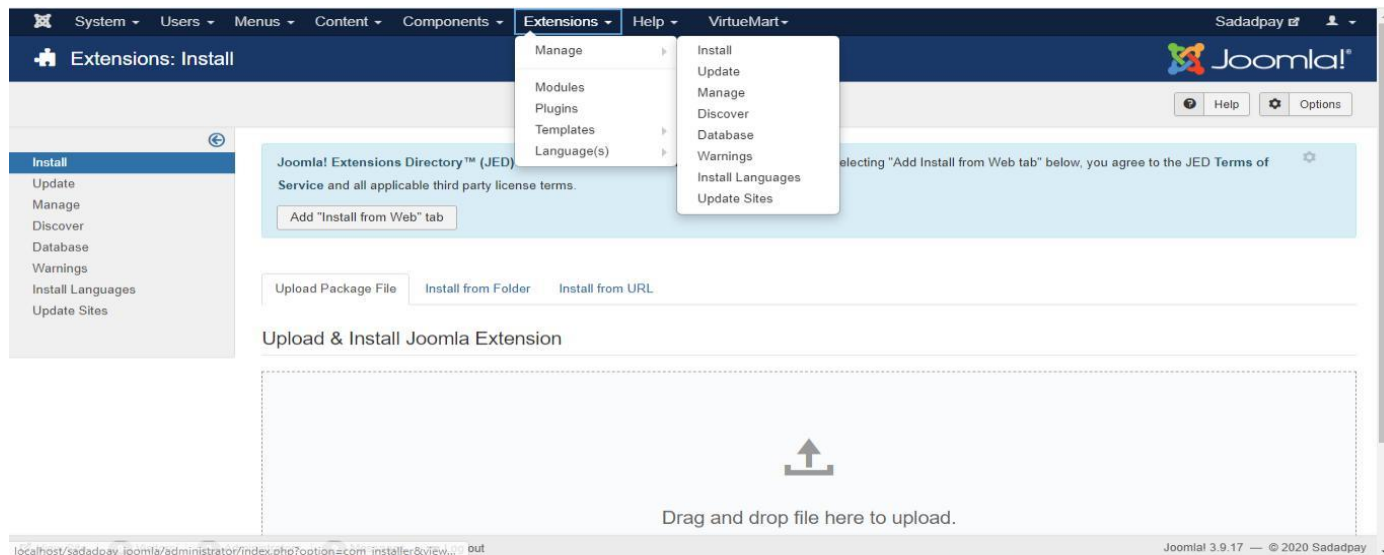 System Users Menus Content Components Extensions Help VirtueMart Sadadpay
Extensions: Install
Joomla!®
Manage
Modules
Plugins
Templates
Language(s)
Install
Update
Manage
Discover
Database
Warnings
Install Languages
Update Sites
Help Options
Install
Update
Manage
Discover
Database
Warnings
Install Languages
Update Sites
Joomla! Extensions Directory™ (JED) electing "Add Install from Web tab" below, you agree to the JED Terms of
Service and all applicable third party license terms.
Add "Install from Web" tab
Upload Package File Install from Folder Install from URL
Upload & Install Joomla Extension
Drag and drop file here to upload.
localhost/sadadpay_joomla/administrator/index.php?option=com_installer&view... out
Joomla! 3.9.17 — © 2020 Sadadpay